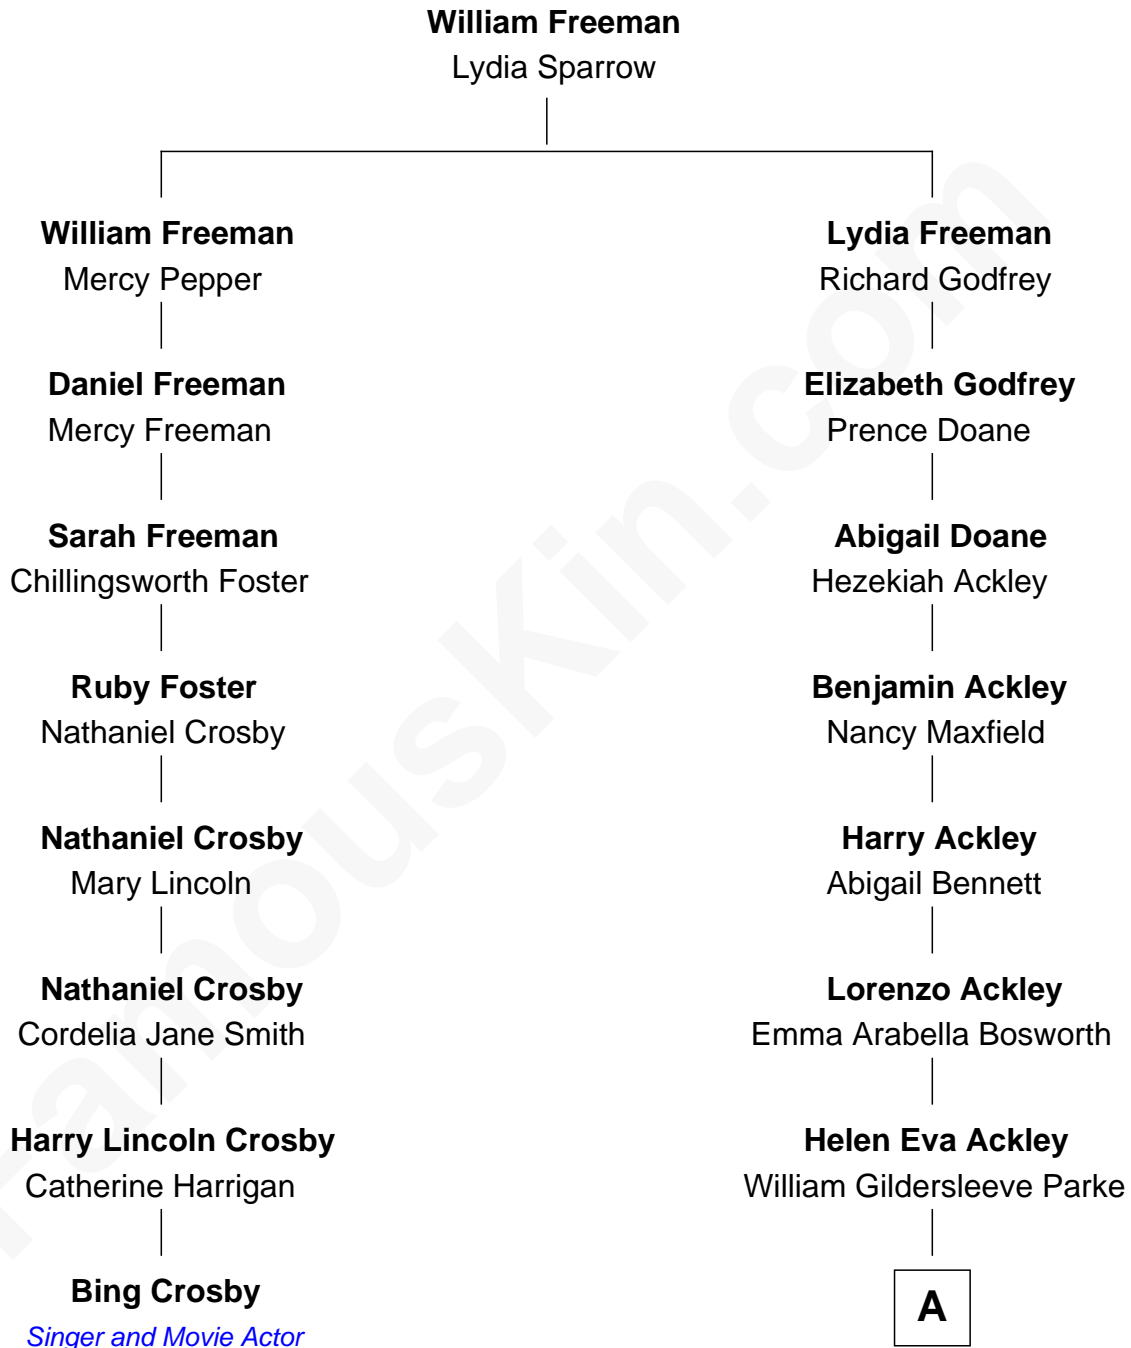 William Freeman
Lydia Sparrow
William Freeman
Mercy Pepper
Lydia Freeman
Richard Godfrey
Daniel Freeman
Mercy Freeman
Elizabeth Godfrey
Prence Doane
Sarah Freeman
Chillingsworth Foster
Abigail Doane
Hezekiah Ackley
Ruby Foster
Nathaniel Crosby
Benjamin Ackley
Nancy Maxfield
Nathaniel Crosby
Mary Lincoln
Harry Ackley
Abigail Bennett
Nathaniel Crosby
Cordelia Jane Smith
Lorenzo Ackley
Emma Arabella Bosworth
Harry Lincoln Crosby
Catherine Harrigan
Helen Eva Ackley
William Gildersleeve Parke
Bing Crosby
Singer and Movie Actor
A
FamousKin.com